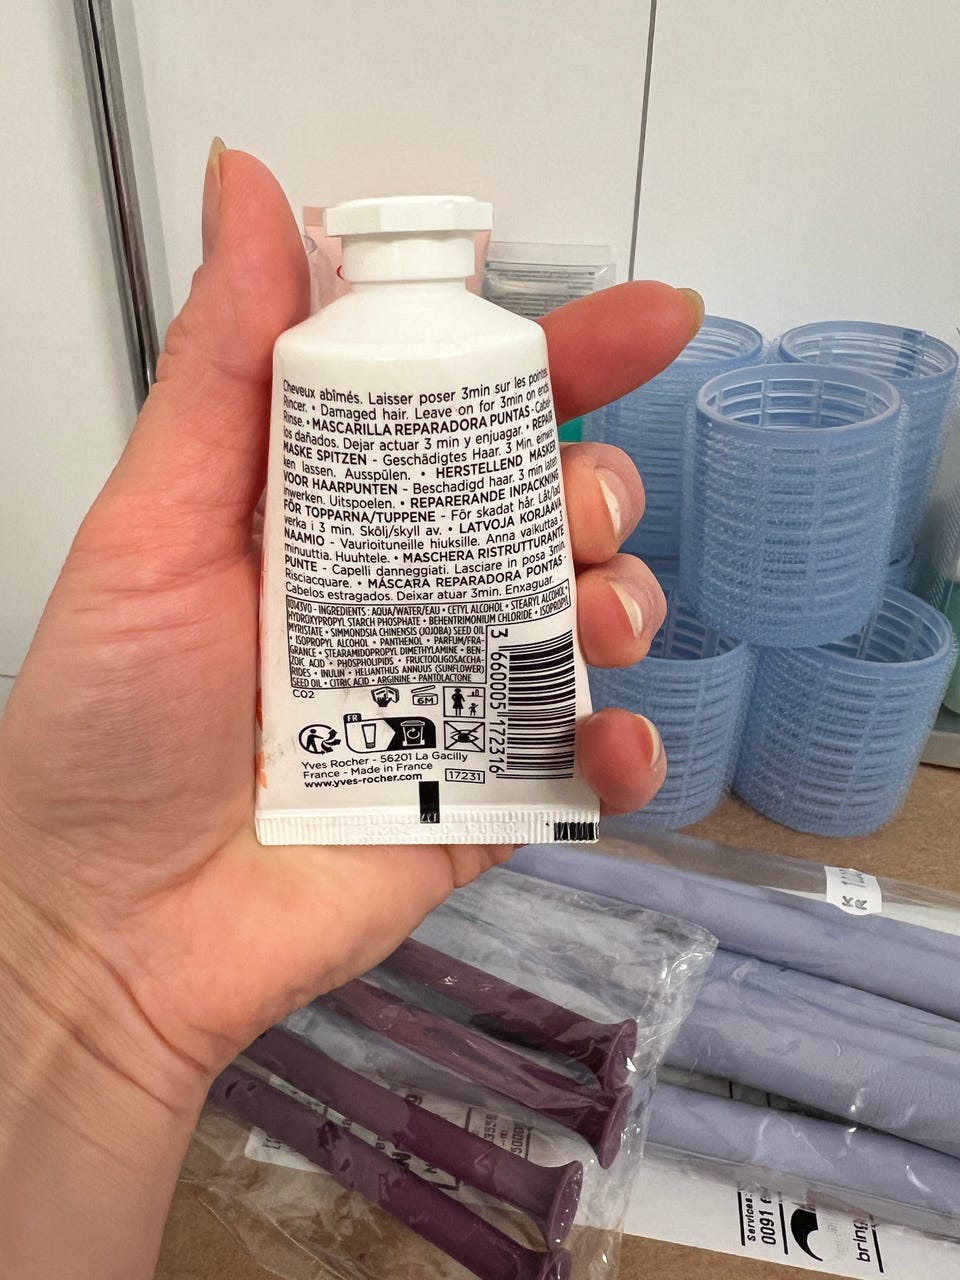 Cheveux abîmés. Laisser poser 3min sur les pointes.
Rincer. • Damaged hair. Leave on for 3min on ends.
Rinse. • MASCARILLA REPARADORA PUNTAS - Cabel-
los dañados. Dejar actuar 3 min y enjuagar. • REPAIR
MASKE SPITZEN - Geschädigtes Haar. 3 Min. einwir-
ken lassen. Ausspülen. • HERSTELLEND MASKER
VOOR HAARPUNTEN - Beschadigd haar. 3 min laten
inwerken. Uitspoelen. • REPARERANDE INPACKNING
FÖR TOPPARNA/TUPPENE - För skadat hår. Låt/lad
verka i 3 min. Skölj/skyll av. • LATVOJA KORJAAVA
NAAMIO - Vaurioituneille hiuksille. Anna vaikuttaa 3
minuuttia. Huuhtele. • MASCHERA RISTRUTTURANTE
PUNTE - Capelli danneggiati. Lasciare in posa 3min.
Risciacquare. • MÁSCARA REPARADORA PONTAS -
Cabelos estragados. Deixar atuar 3min. Enxaguar.
INGREDIENTS: AQUA/WATER/EAU • CETYL ALCOHOL • STEARYL ALCOHOL •
HYDROXYPROPYL STARCH PHOSPHATE • BEHENTRIMONIUM CHLORIDE • ISOPROPYL
MYRISTATE • SIMMONDSIA CHINENSIS (JOJOBA) SEED OIL
• ISOPROPYL ALCOHOL • PANTHENOL • PARFUM/FRA-
GRANCE • STEARAMIDOPROPYL DIMETHYLAMINE • BEN-
ZOIC ACID • PHOSPHOLIPIDS • FRUCTOOLIGOSACCHA-
RIDES • INULIN • HELIANTHUS ANNUUS (SUNFLOWER)
SEED OIL • CITRIC ACID • ARGININE • PANTOLACTONE
C02
6M
FR
3 660005 172316
Yves Rocher - 56201 La Gacilly
France - Made in France
www.yves-rocher.com
17231
K
R
services
0091
bring